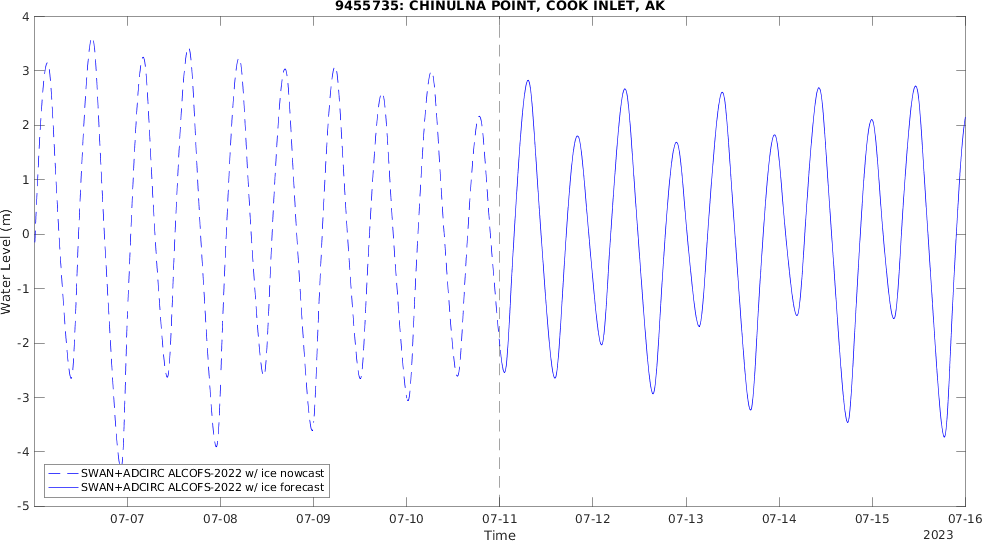 9455735: CHINULNA POINT, COOK INLET, AK
Water Level (m)
4
3
2
1
0
-1
-2
-3
-4
-5
SWAN+ADCIRC ALCOFS-2022 w/ ice nowcast
SWAN+ADCIRC ALCOFS-2022 w/ ice forecast
07-07 07-08 07-09 07-10 07-11 07-12 07-13 07-14 07-15 07-16
Time
2023